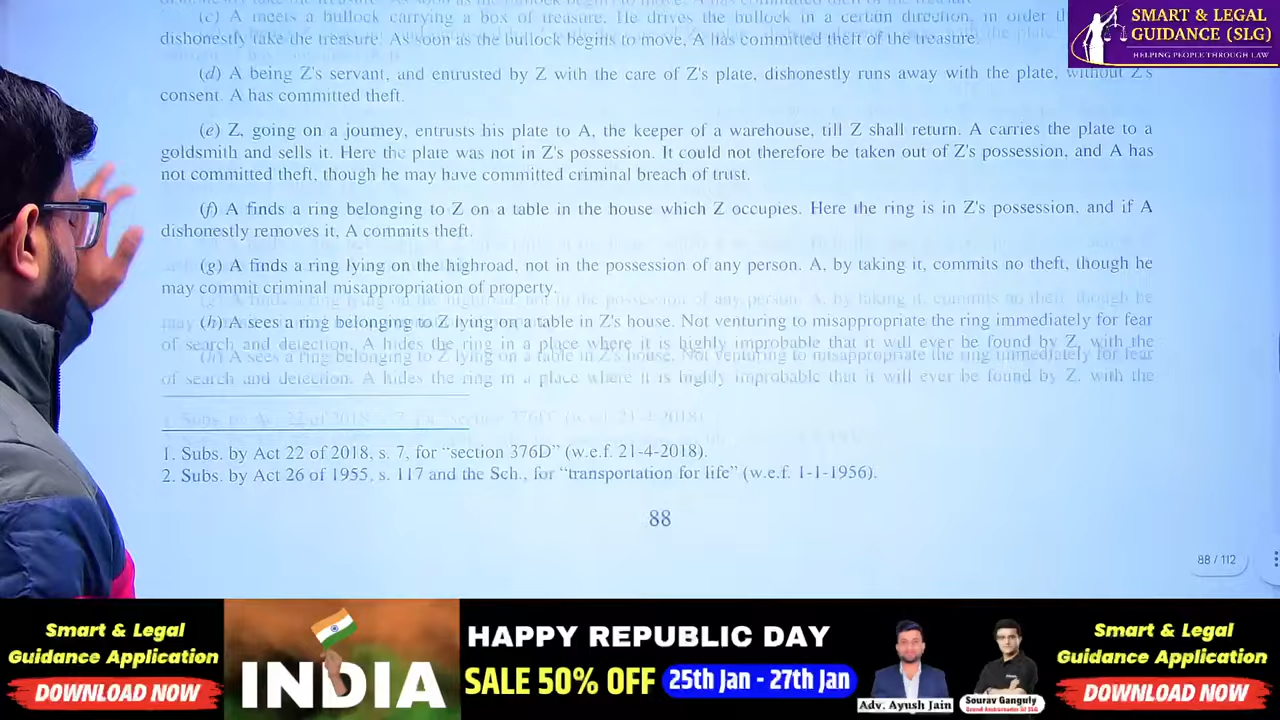 (c) A meets a bullock carrying a box of treasure. He drives the bullock in a certain direction, in order
dishonestly take the treasure. As soon as the bullock begins to move, A has committed theft of the treasure.
(d) A being Z's servant, and entrusted by Z with the care of Z's plate, dishonestly runs away with the plate, without Z's
consent. A has committed theft.
(e) Z, going on a journey, entrusts his plate to A, the keeper of a warehouse, till Z shall return. A carries the plate to a
goldsmith and sells it. Here the plate was not in Z's possession. It could not therefore be taken out of Z's possession, and A has
not committed theft, though he may have committed criminal breach of trust.
(f) A finds a ring belonging to Z on a table in the house which Z occupies. Here the ring is in Z's possession, and if A
dishonestly removes it, A commits theft.
(g) A finds a ring lying on the highroad, not in the possession of any person. A, by taking it, commits no theft, though he
may commit criminal misappropriation of property.
(h) A sees a ring belonging to Z lying on a table in Z's house. Not venturing to misappropriate the ring immediately for fear
of search and detection, A hides the ring in a place where it is highly improbable that it will ever be found by Z, with the
1. Subs. by Act 22 of 2018, s. 7, for “section 376D” (w.e.f. 21-4-2018).
2. Subs. by Act 26 of 1955, s. 117 and the Sch., for “transportation for life” (w.e.f. 1-1-1956).
88
88 / 112
SMART & LEGAL
GUIDANCE (SLG)
HELPING PEOPLE THROUGH LAW
Smart & Legal
Guidance Application
DOWNLOAD NOW
INDIA
HAPPY REPUBLIC DAY
SALE 50% OFF 25th Jan - 27th Jan
Adv. Ayush Jain
Sourav Ganguly
Smart & Legal
Guidance Application
DOWNLOAD NOW